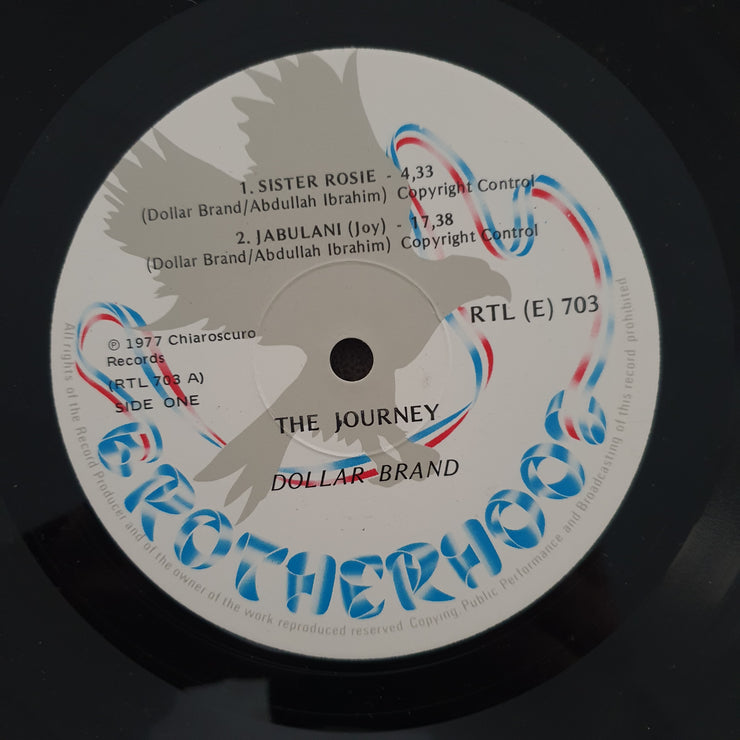 1. SISTER ROSIE - 4,33
(Dollar Brand/Abdullah Ibrahim) Copyright Control
2. JABULANI (Joy) - 17,38
(Dollar Brand/Abdullah Ibrahim) Copyright Control
RTL (E) 703
℗ 1977 Chiaroscuro
Records
(RTL 703 A)
SIDE ONE
THE JOURNEY
DOLLAR BRAND
BROTHERHOOD
All rights of the Record Producer and of the owner of the work reproduced reserved. Copying, Public Performance and Broadcasting of this record prohibited